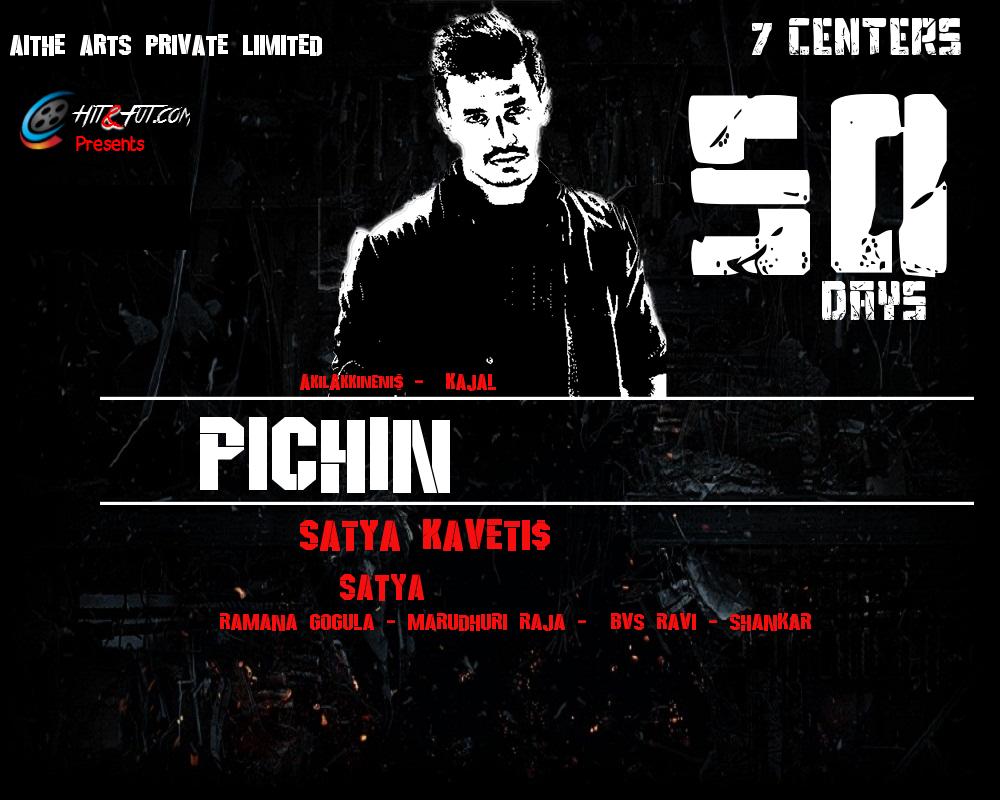 AITHE ARTS PRIVATE LIIMITED
7 CENTERS
HIT&FUT.COM
Presents
50
DAYS
AKILAKKINENI$ - KAJAL
PICHIN
SATYA KAVETI$
SATYA
RAMANA GOGULA - MARUDHURI RAJA - BVS RAVI - SHANKAR